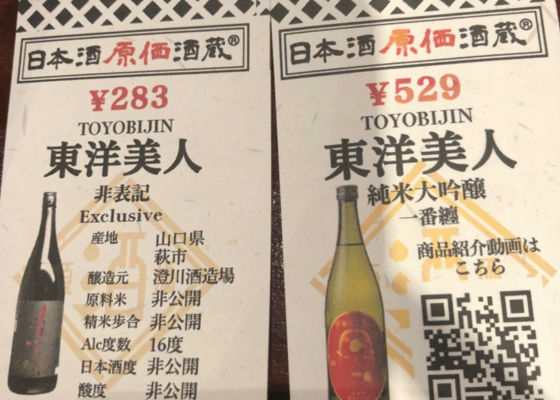 日本酒原価酒蔵®
¥283
TOYOBIJIN
東洋美人
非表記
Exclusive
産地 山口県
萩市
醸造元 澄川酒造場
原料米 非公開
精米歩合 非公開
Alc度数 16度
日本酒度 非公開
酸度 非公開
日本酒原価酒蔵®
¥529
TOYOBIJIN
東洋美人
純米大吟醸
一番纏
商品紹介動画は
こちら